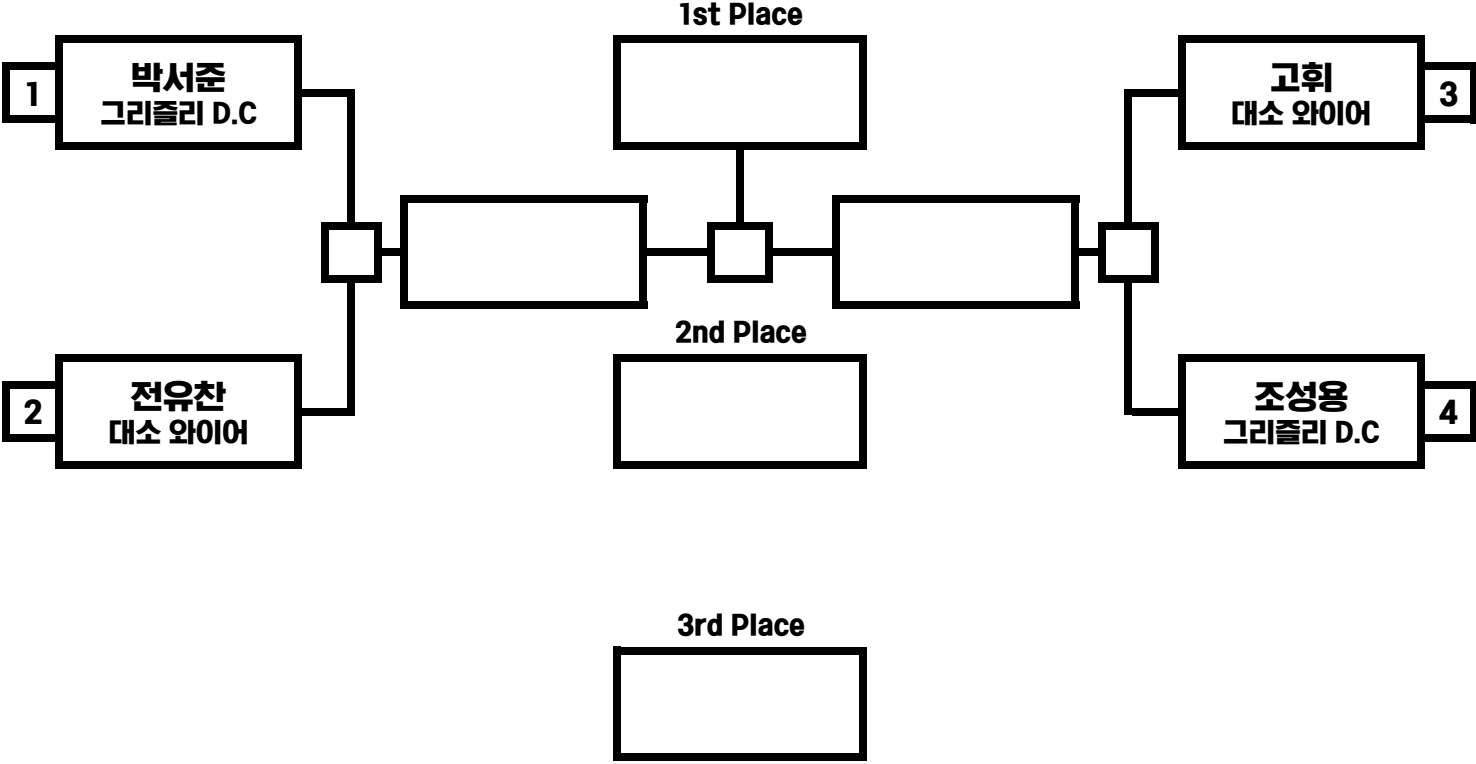 1st Place
1
박서준
그리즐리 D.C
고휘
대소 와이어
3
2nd Place
2
전유찬
대소 와이어
조성용
그리즐리 D.C
4
3rd Place